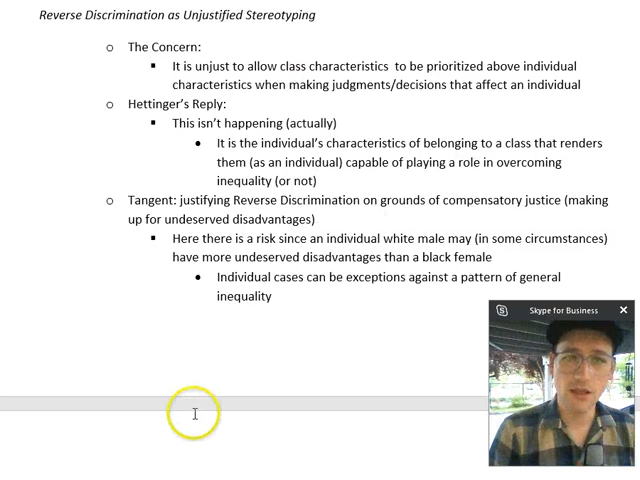 Reverse Discrimination as Unjustified Stereotyping
o The Concern:
▪ It is unjust to allow class characteristics to be prioritized above individual
characteristics when making judgments/decisions that affect an individual
o Hettinger's Reply:
▪ This isn't happening (actually)
• It is the individual's characteristics of belonging to a class that renders
them (as an individual) capable of playing a role in overcoming
inequality (or not)
o Tangent: justifying Reverse Discrimination on grounds of compensatory justice (making
up for undeserved disadvantages)
▪ Here there is a risk since an individual white male may (in some circumstances)
have more undeserved disadvantages than a black female
• Individual cases can be exceptions against a pattern of general
inequality
Skype for Business